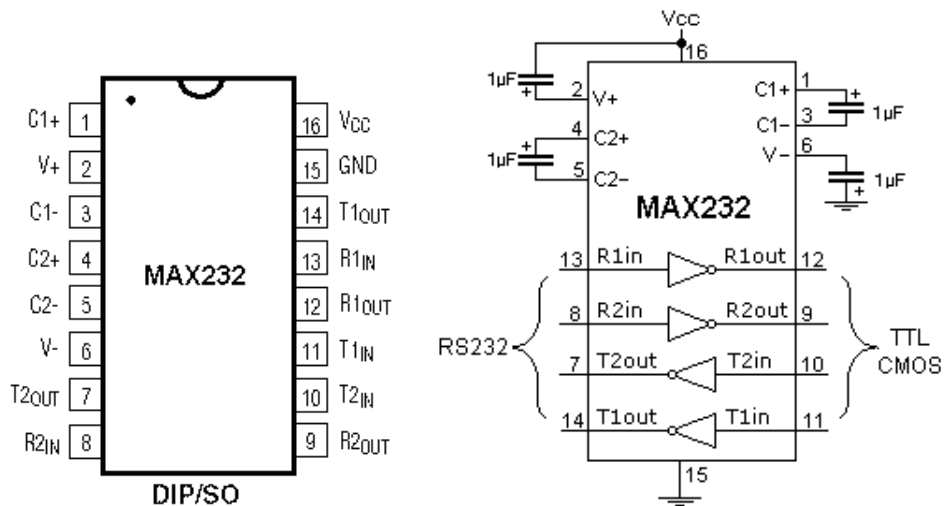 C1+ 1 16 VCC
V+ 2 15 GND
C1- 3 14 T1OUT
C2+ 4 13 R1IN
MAX232
C2- 5 12 R1OUT
V- 6 11 T1IN
T2OUT 7 10 T2IN
R2IN 8 9 R2OUT
DIP/SO
Vcc
16
1µF + 2 V+
C1+ 1 + 1µF
4 C2+ C1- 3
1µF + 5 C2-
V- 6 1µF +
MAX232
13 R1in R1out 12
8 R2in R2out 9
RS232
TTL
CMOS
7 T2out T2in 10
14 T1out T1in 11
15